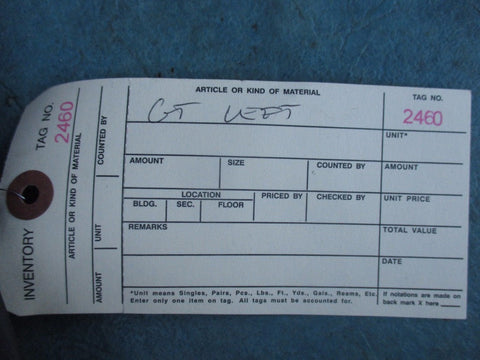 INVENTORY
TAG NO.
2460
ARTICLE OR KIND OF MATERIAL
COUNTED BY
AMOUNT
UNIT
ARTICLE OR KIND OF MATERIAL
GT LEFT
TAG NO.
2460
UNIT*
AMOUNT
SIZE
COUNTED BY
AMOUNT
LOCATION
BLDG.
SEC.
FLOOR
PRICED BY
CHECKED BY
UNIT PRICE
REMARKS
TOTAL VALUE
DATE
*Unit means Singles, Pairs, Pcs., Lbs., Ft., Yds., Gals., Reams, Etc.
Enter only one item on tag. All tags must be accounted for.
If notations are made on
back mark X here